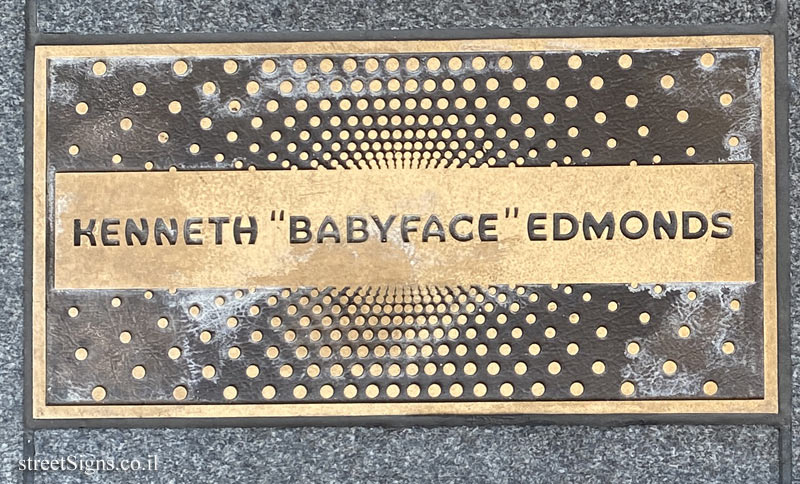 KENNETH "BABYFACE" EDMONDS
streetSigns.co.il